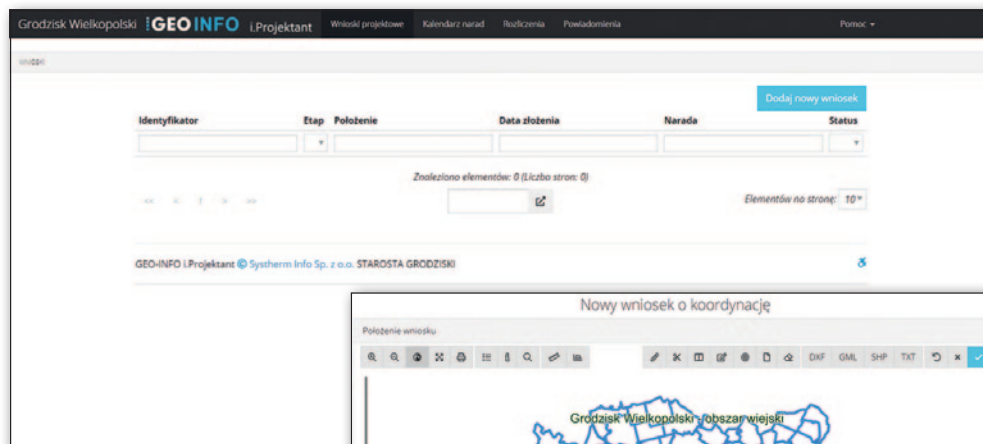 Grodzisk Wielkopolski GEO INFO i.Projektant Wnioski projektowe Kalendarz narad Rozliczenia Powiadomienia Pomoc
Dodaj nowy wniosek
Identyfikator Etap Położenie Data złożenia Narada Status
Znaleziono elementów: 0 (Liczba stron: 0)
<< < 1 > >> Elementów na stronę: 10
GEO-INFO i.Projektant © Systherm Info Sp. z o.o. STAROSTA GRODZISKI
Nowy wniosek o koordynację
Położenie wniosku
DXF GML SHP TXT
Grodzisk Wielkopolski - obszar wiejski